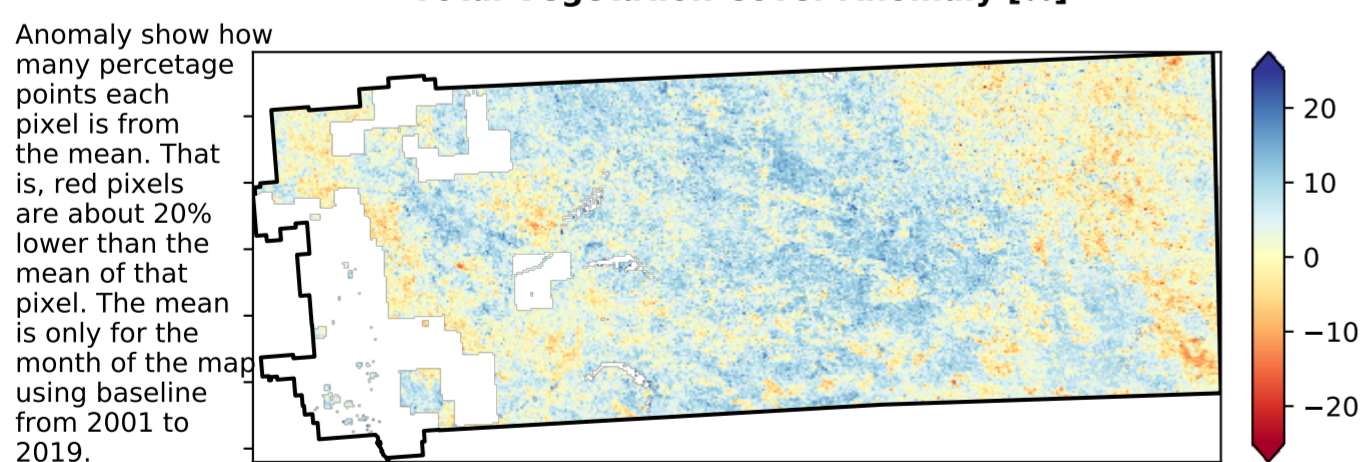 Anomaly show how
many percetage
points each
pixel is from
the mean. That
is, red pixels
are about 20%
lower than the
mean of that
pixel. The mean
is only for the
month of the map
using baseline
from 2001 to
2019.
20
10
0
−10
−20